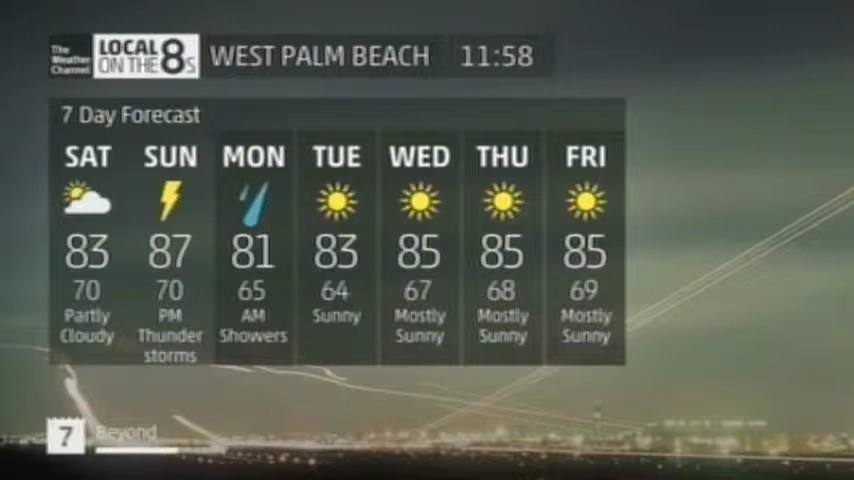 The Weather Channel
LOCAL ON THE 8s
WEST PALM BEACH 11:58
7 Day Forecast
SAT SUN MON TUE WED THU FRI
83 87 81 83 85 85 85
70 70 65 64 67 68 69
Partly Cloudy
PM Thunder storms
AM Showers
Sunny
Mostly Sunny
Mostly Sunny
Mostly Sunny
7 Beyond